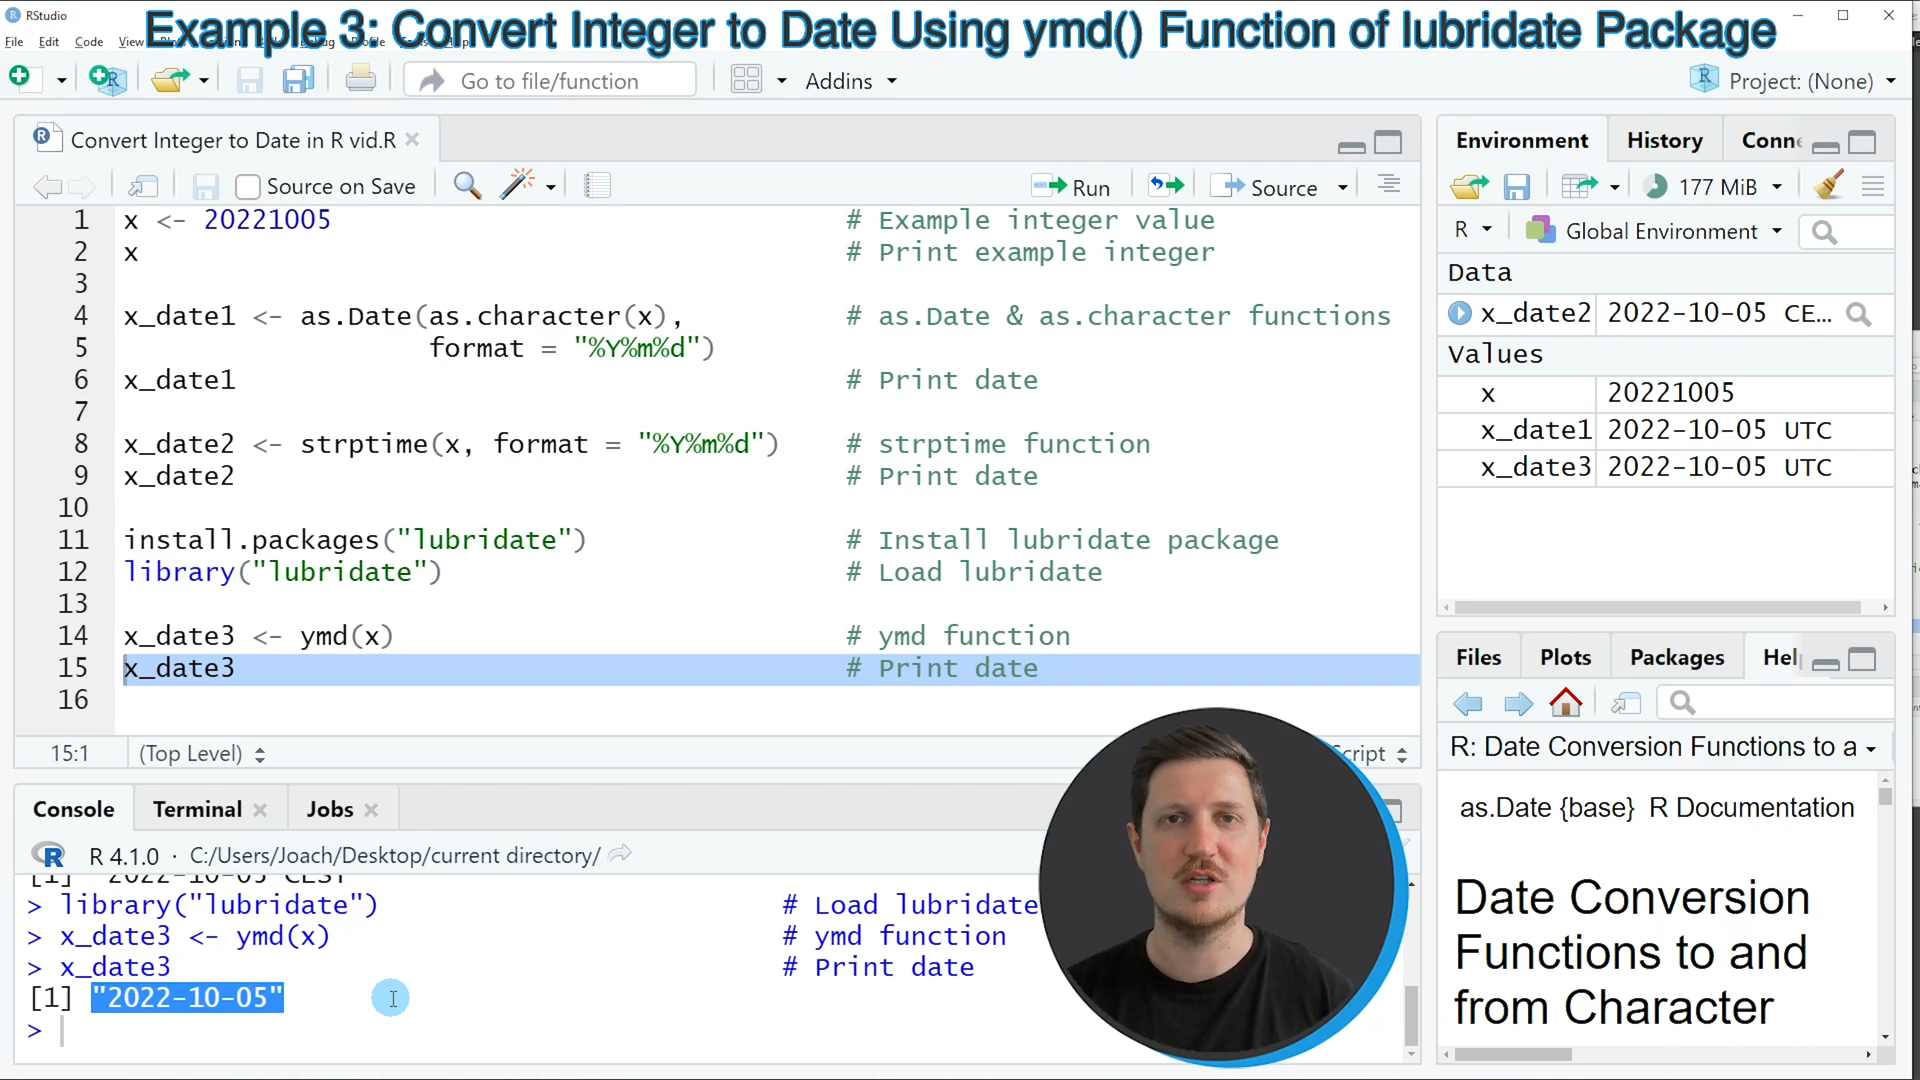 RStudio
Example 3: Convert Integer to Date Using ymd() Function of lubridate Package
File Edit Code View
Go to file/function
Addins
Project: (None)
Convert Integer to Date in R vid.R
Source on Save
Run
Source
1 x <- 20221005 # Example integer value
2 x # Print example integer
3
4 x_date1 <- as.Date(as.character(x), # as.Date & as.character functions
5 format = "%Y%m%d")
6 x_date1 # Print date
7
8 x_date2 <- strptime(x, format = "%Y%m%d") # strptime function
9 x_date2 # Print date
10
11 install.packages("lubridate") # Install lubridate package
12 library("lubridate") # Load lubridate
13
14 x_date3 <- ymd(x) # ymd function
15 x_date3 # Print date
16
15:1 (Top Level) cript
Console Terminal Jobs
R 4.1.0 · C:/Users/Joach/Desktop/current directory/
[1] "2022-10-05 CEST"
> library("lubridate") # Load lubridate
> x_date3 <- ymd(x) # ymd function
> x_date3 # Print date
[1] "2022-10-05"
>
Environment History Conne
177 MiB
R Global Environment
Data
x_date2 2022-10-05 CE...
Values
x 20221005
x_date1 2022-10-05 UTC
x_date3 2022-10-05 UTC
Files Plots Packages Hel
R: Date Conversion Functions to a
as.Date {base} R Documentation
Date Conversion
Functions to and
from Character